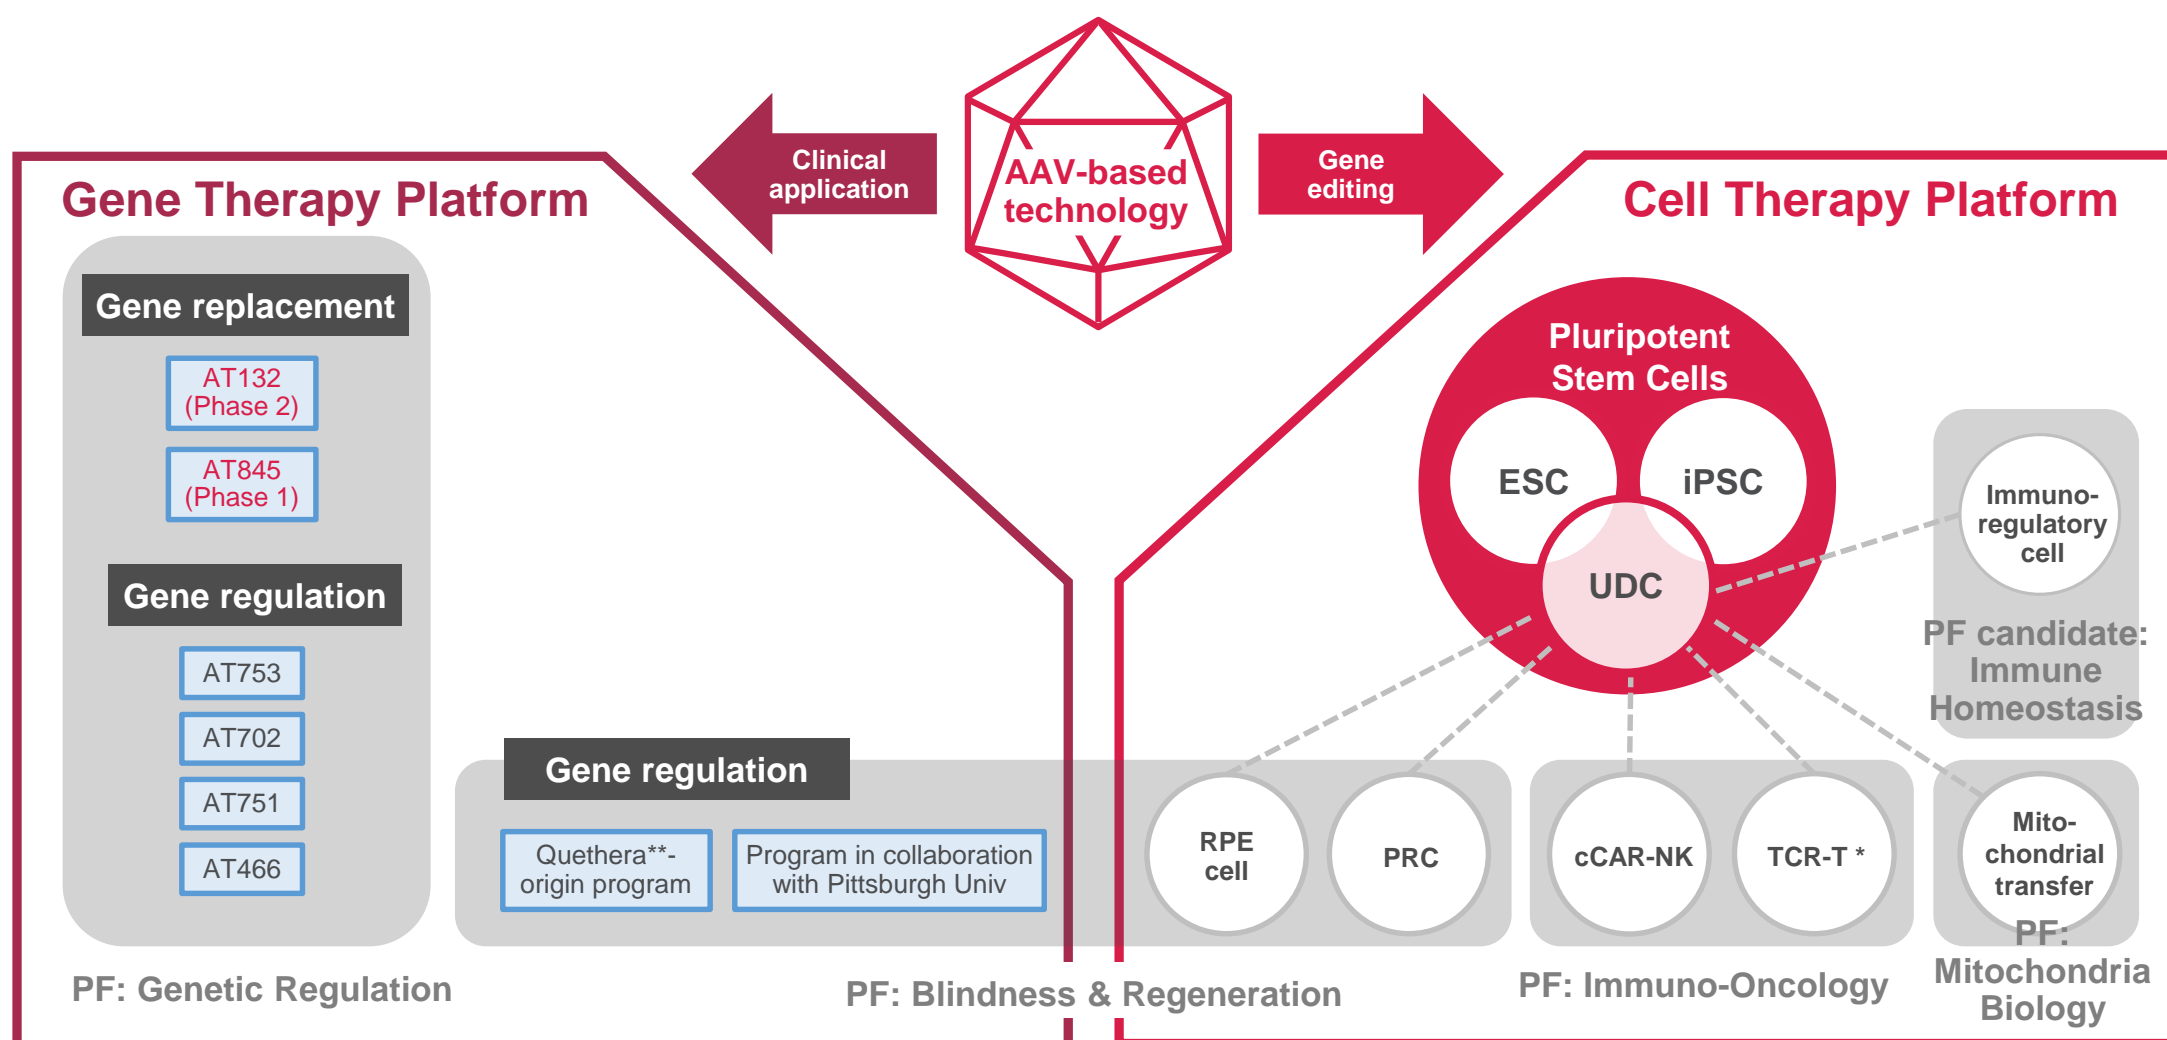 Clinical
application
AAV-based
technology
Gene
editing
Gene Therapy Platform
Gene replacement
AT132
(Phase 2)
AT845
(Phase 1)
Gene regulation
AT753
AT702
AT751
AT466
PF: Genetic Regulation
Gene regulation
Quethera**-
origin program
Program in collaboration
with Pittsburgh Univ
PF: Blindness & Regeneration
Cell Therapy Platform
Pluripotent
Stem Cells
ESC
iPSC
UDC
RPE
cell
PRC
cCAR-NK
TCR-T *
PF: Immuno-Oncology
Immuno-
regulatory
cell
PF candidate:
Immune
Homeostasis
Mito-
chondrial
transfer
PF:
Mitochondria
Biology